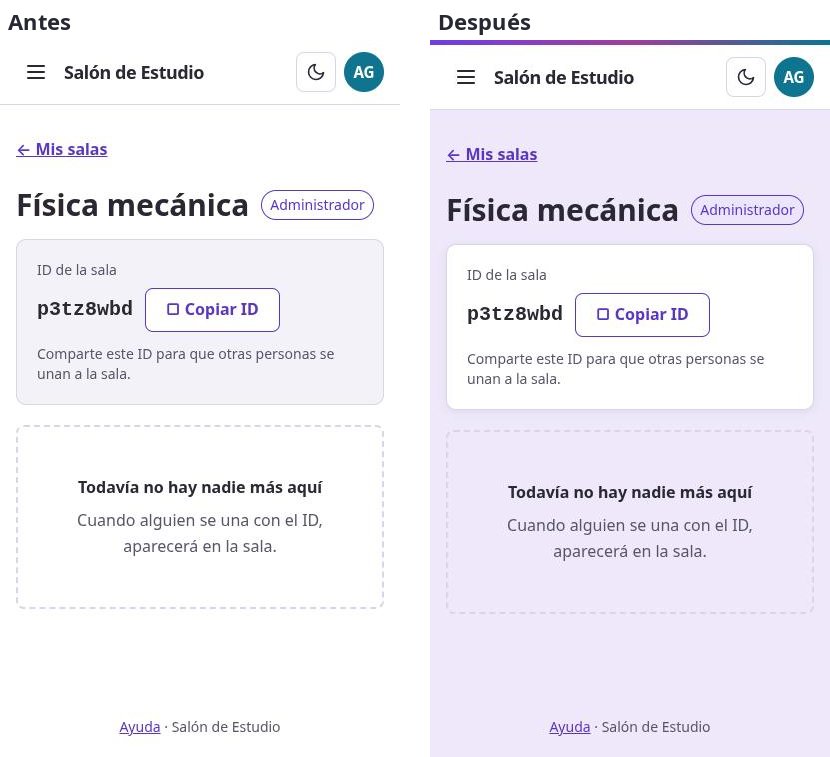 Antes
Salón de Estudio
AG
← Mis salas
Física mecánica
Administrador
ID de la sala
p3tz8wbd
Copiar ID
Comparte este ID para que otras personas se
unan a la sala.
Todavía no hay nadie más aquí
Cuando alguien se una con el ID,
aparecerá en la sala.
Ayuda · Salón de Estudio
Después
Salón de Estudio
AG
← Mis salas
Física mecánica
Administrador
ID de la sala
p3tz8wbd
Copiar ID
Comparte este ID para que otras personas se
unan a la sala.
Todavía no hay nadie más aquí
Cuando alguien se una con el ID,
aparecerá en la sala.
Ayuda · Salón de Estudio